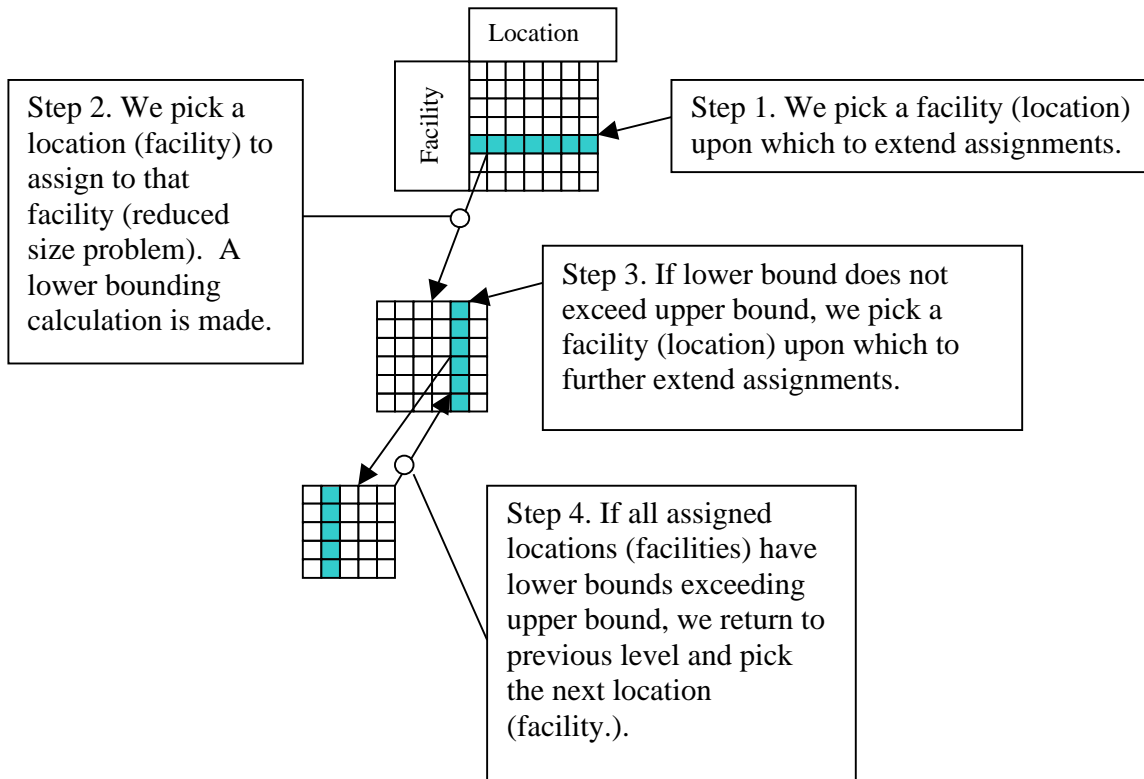 Location
Facility
Step 1. We pick a facility (location)
upon which to extend assignments.
Step 2. We pick a
location (facility) to
assign to that
facility (reduced
size problem).  A
lower bounding
calculation is made.
Step 3. If lower bound does not
exceed upper bound, we pick a
facility (location) upon which to
further extend assignments.
Step 4. If all assigned
locations (facilities) have
lower bounds exceeding
upper bound, we return to
previous level and pick
the next location
(facility.).